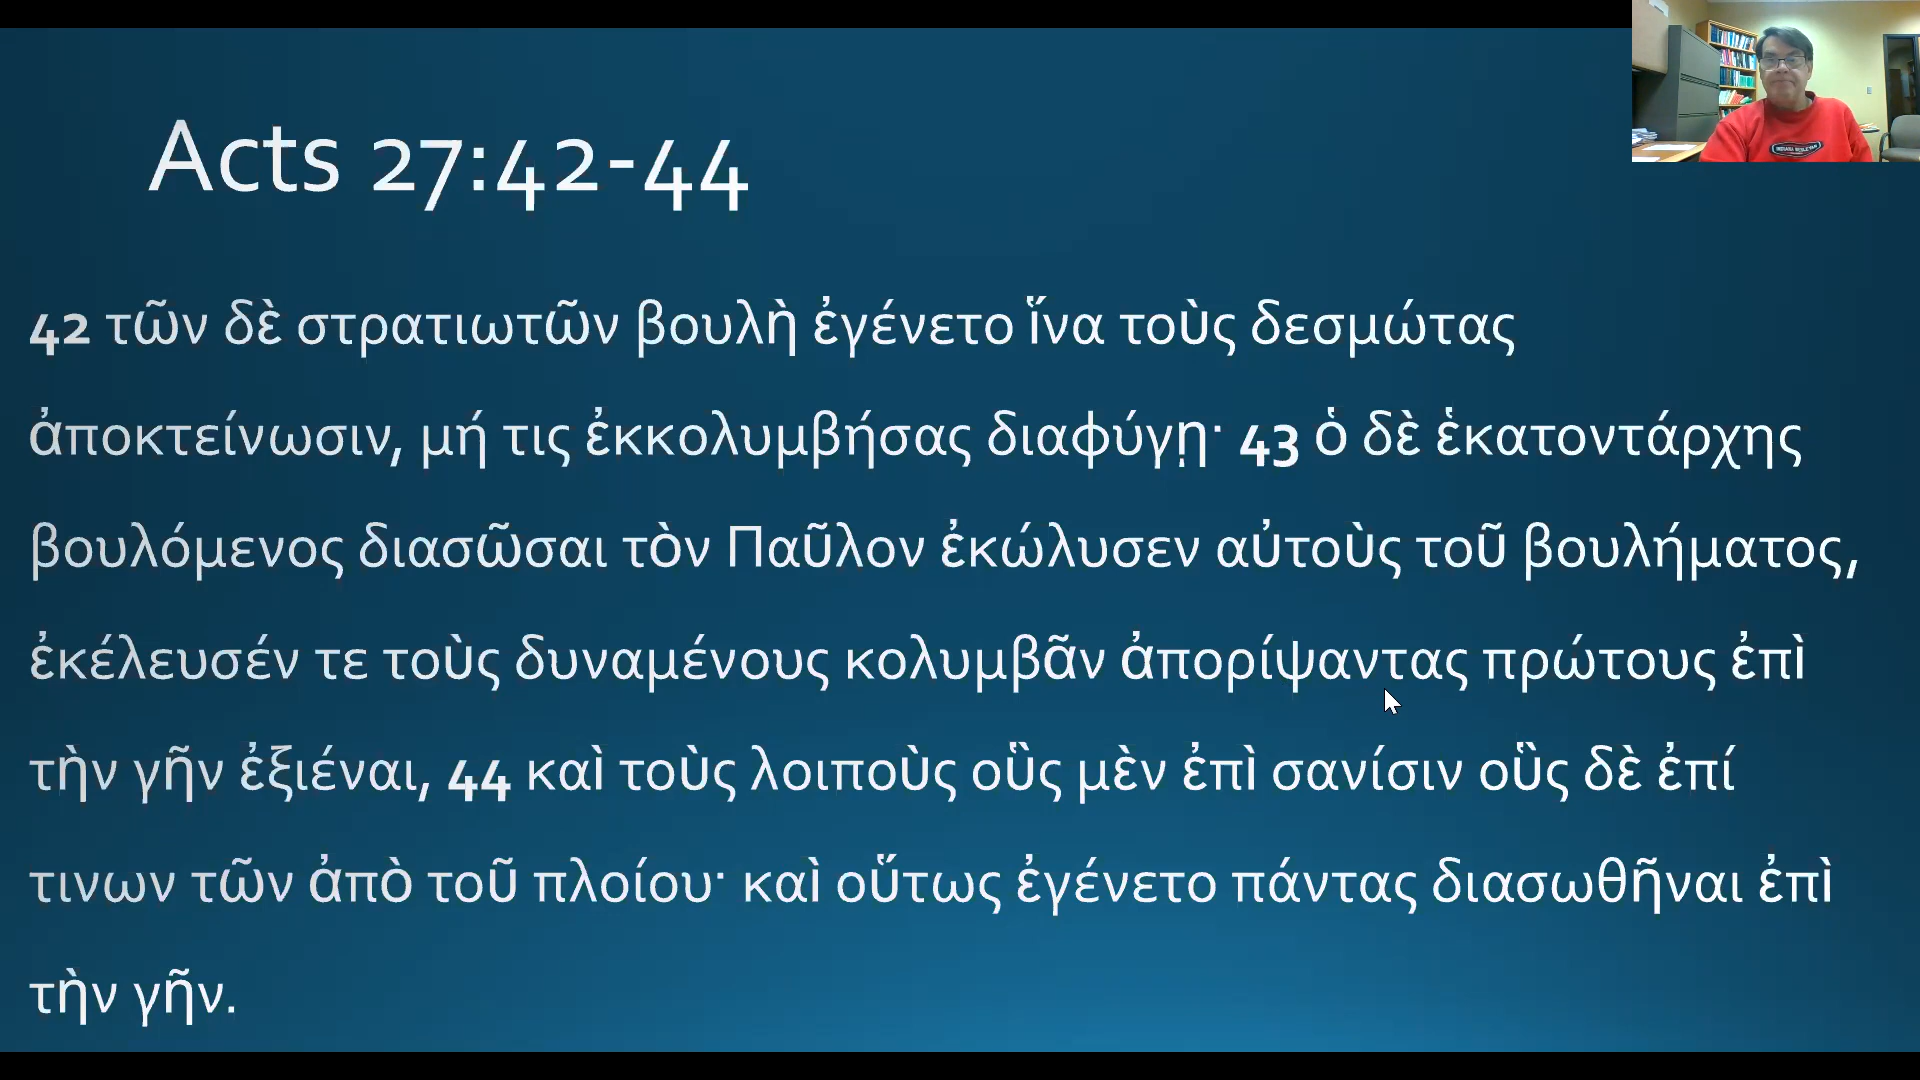 Acts 27:42-44
42 τῶν δὲ στρατιωτῶν βουλὴ ἐγένετο ἵνα τοὺς δεσμώτας
ἀποκτείνωσιν, μή τις ἐκκολυμβήσας διαφύγῃ· 43 ὁ δὲ ἑκατοντάρχης
βουλόμενος διασῶσαι τὸν Παῦλον ἐκώλυσεν αὐτοὺς τοῦ βουλήματος,
ἐκέλευσέν τε τοὺς δυναμένους κολυμβᾶν ἀπορίψαντας πρώτους ἐπὶ
τὴν γῆν ἐξιέναι, 44 καὶ τοὺς λοιποὺς οὓς μὲν ἐπὶ σανίσιν οὓς δὲ ἐπί
τινων τῶν ἀπὸ τοῦ πλοίου· καὶ οὕτως ἐγένετο πάντας διασωθῆναι ἐπὶ
τὴν γῆν.
INDIANA WESLEYAN